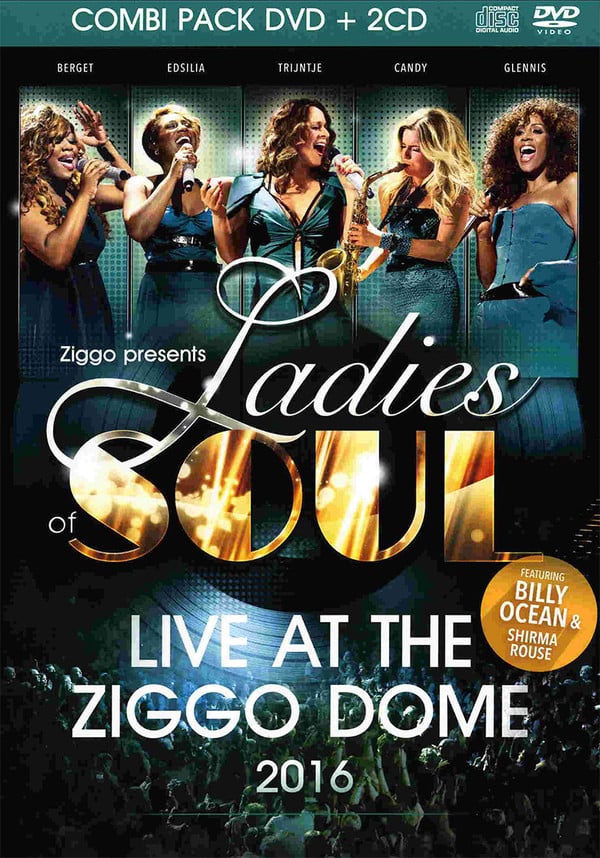 COMBI PACK DVD + 2CD
COMPACT
disc
DIGITAL AUDIO
DVD
VIDEO
BERGET EDSILIA TRIJNTJE CANDY GLENNIS
Ziggo presents
Ladies
of SOUL
FEATURING
BILLY
OCEAN &
SHIRMA
ROUSE
LIVE AT THE
ZIGGO DOME
2016